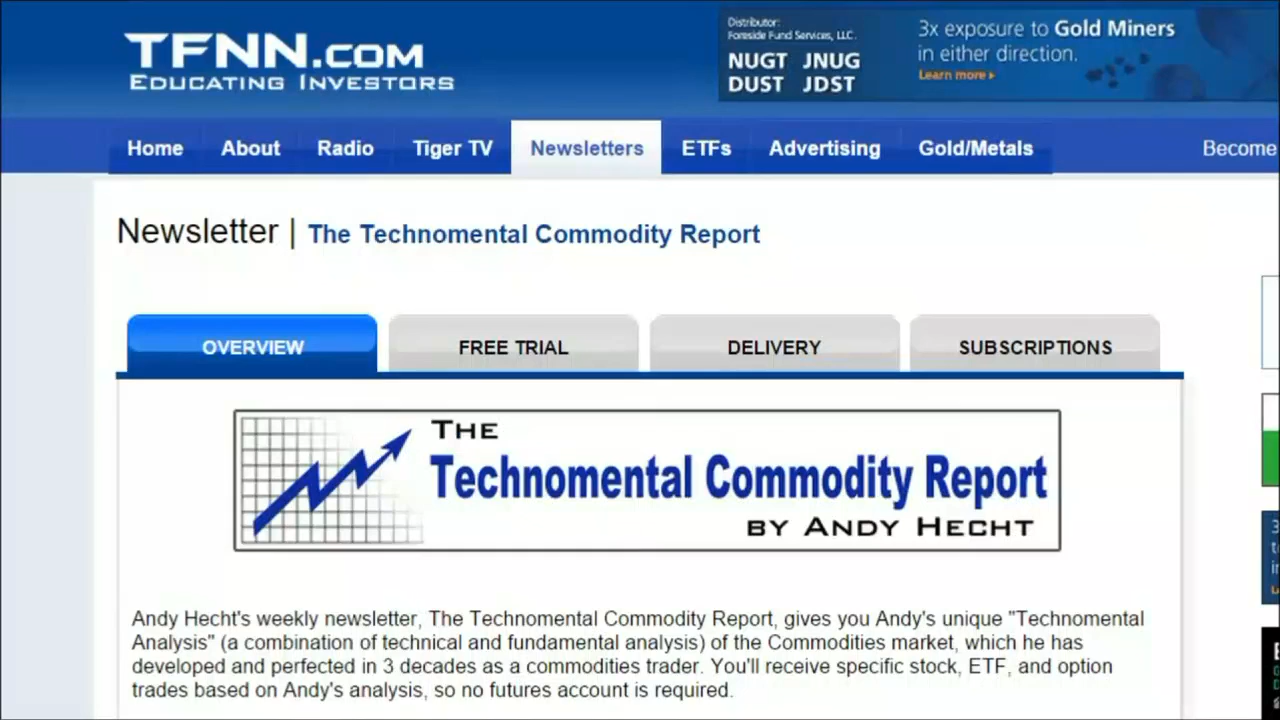 TFNN.COM
EDUCATING INVESTORS
Distributor:
Foreside Fund Services, LLC.
NUGT JNUG
DUST JDST
3x exposure to Gold Miners
in either direction.
Learn more
Home About Radio Tiger TV Newsletters ETFs Advertising Gold/Metals Become
Newsletter | The Technomental Commodity Report
OVERVIEW FREE TRIAL DELIVERY SUBSCRIPTIONS
THE
Technomental Commodity Report
BY ANDY HECHT
Andy Hecht's weekly newsletter, The Technomental Commodity Report, gives you Andy's unique "Technomental
Analysis" (a combination of technical and fundamental analysis) of the Commodities market, which he has
developed and perfected in 3 decades as a commodities trader. You'll receive specific stock, ETF, and option
trades based on Andy's analysis, so no futures account is required.